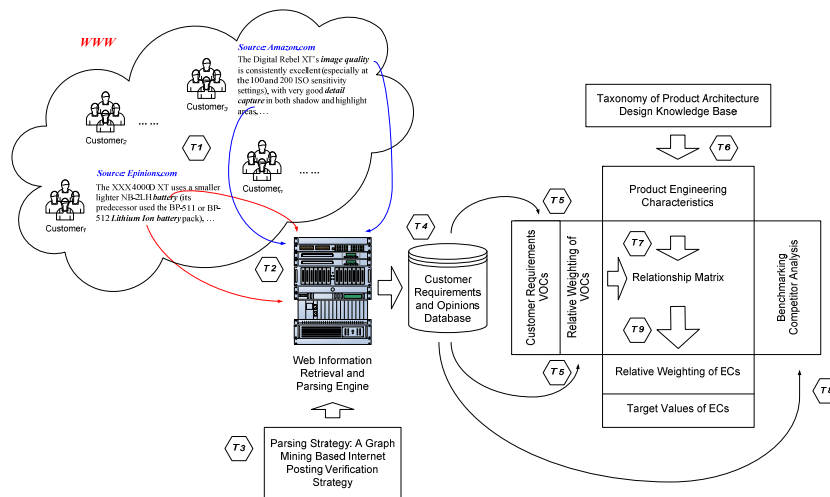 WWW
Source: Amazon.com
The Digital Rebel XT's image quality
is consistently excellent (especially at
the 100 and 200 ISO sensitivity
settings), with very good detail
capture in both shadow and highlight
areas, …
Customer3
Customer2
… …
T1
Customeri
… …
Source: Epinions.com
The XXX 4000D XT uses a smaller
lighter NB-2LH battery (its
predecessor used the BP-511 or BP-
512 Lithium Ion battery pack), …
Customer1
T2
Web Information
Retrieval and
Parsing Engine
T3
Parsing Strategy: A Graph
Mining Based Internet
Posting Verification
Strategy
T4
Customer
Requirements
and Opinions
Database
T5
T5
Customer Requirements
VOCs
Relative Weighting of
VOCs
Taxonomy of Product Architecture
Design Knowledge Base
T6
Product Engineering
Characteristics
T7
Relationship Matrix
T9
Relative Weighting of ECs
Target Values of ECs
Benchmarking
Competitor Analysis
T8